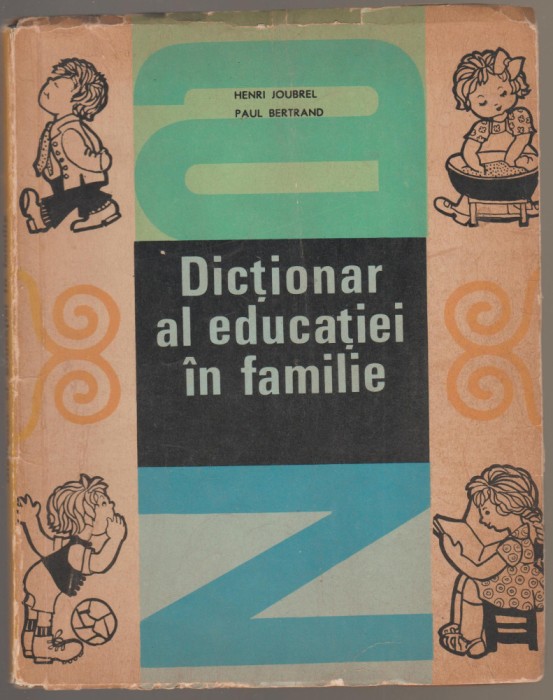 a
HENRI JOUBREL
PAUL BERTRAND
Dicționar
al educației
în familie
Z